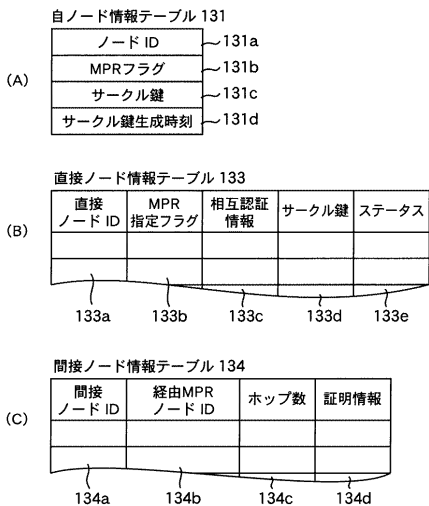 自ノード情報テーブル 131
(A)
ノード ID
131a
MPRフラグ
131b
サークル鍵
131c
サークル鍵生成時刻
131d
直接ノード情報テーブル 133
(B)
直接
ノード ID
MPR
指定フラグ
相互認証
情報
サークル鍵
ステータス
133a
133b
133c
133d
133e
間接ノード情報テーブル 134
(C)
間接
ノード ID
経由MPR
ノード ID
ホップ数
証明情報
134a
134b
134c
134d